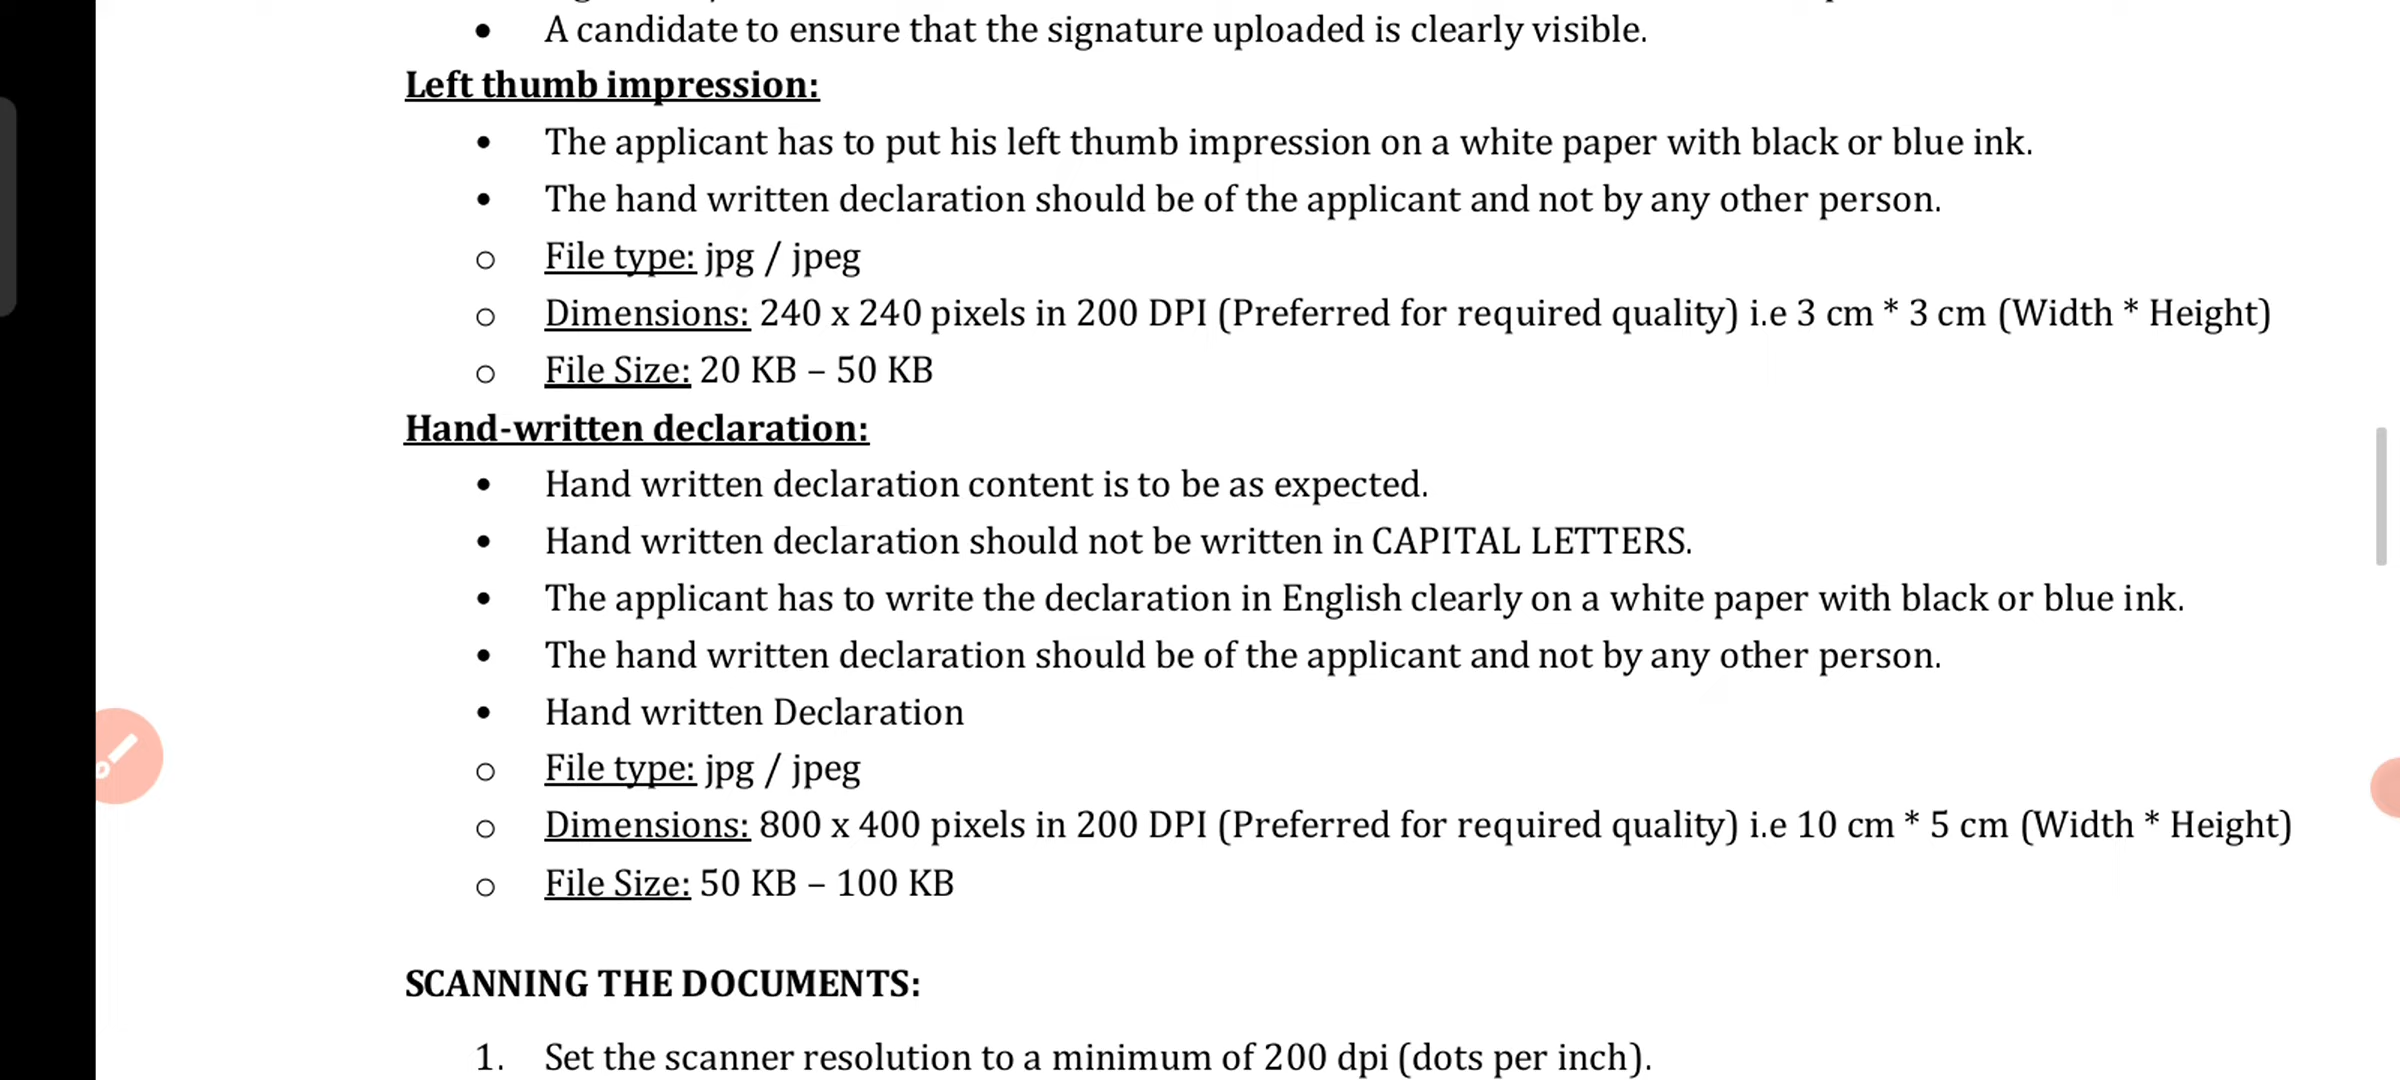 • A candidate to ensure that the signature uploaded is clearly visible.
Left thumb impression:
• The applicant has to put his left thumb impression on a white paper with black or blue ink.
• The hand written declaration should be of the applicant and not by any other person.
o File type: jpg / jpeg
o Dimensions: 240 x 240 pixels in 200 DPI (Preferred for required quality) i.e 3 cm * 3 cm (Width * Height)
o File Size: 20 KB – 50 KB
Hand-written declaration:
• Hand written declaration content is to be as expected.
• Hand written declaration should not be written in CAPITAL LETTERS.
• The applicant has to write the declaration in English clearly on a white paper with black or blue ink.
• The hand written declaration should be of the applicant and not by any other person.
• Hand written Declaration
o File type: jpg / jpeg
o Dimensions: 800 x 400 pixels in 200 DPI (Preferred for required quality) i.e 10 cm * 5 cm (Width * Height)
o File Size: 50 KB – 100 KB
SCANNING THE DOCUMENTS:
1. Set the scanner resolution to a minimum of 200 dpi (dots per inch).